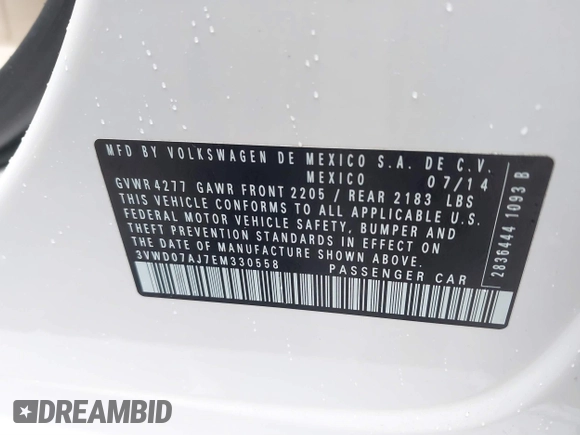 MFD BY VOLKSWAGEN DE MEXICO S.A. DE C.V.
MEXICO 07/14
GVWR 4277 GAWR FRONT 2205 / REAR 2183 LBS
THIS VEHICLE CONFORMS TO ALL APPLICABLE U.S.
FEDERAL MOTOR VEHICLE SAFETY, BUMPER AND
THEFT PREVENTION STANDARDS IN EFFECT ON
THE DATE OF MANUFACTURE SHOWN ABOVE.
3VWD07AJ7EM330558 PASSENGER CAR
2836444 1093 B
DREAMBID